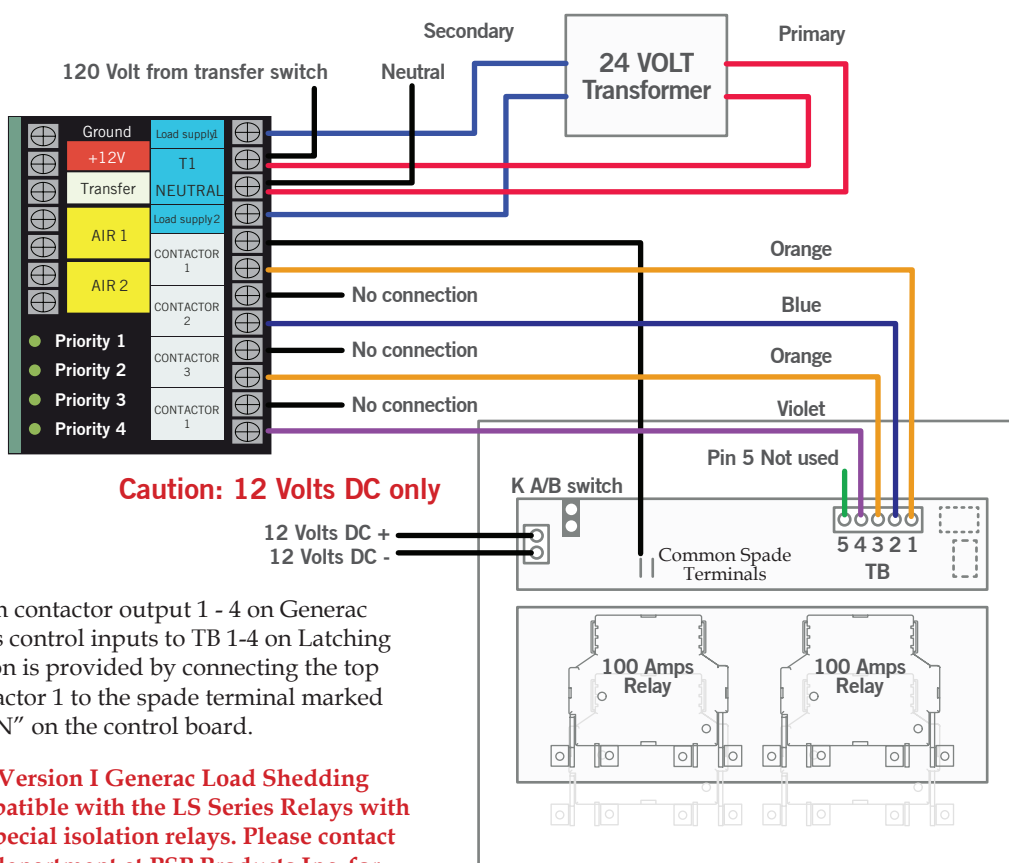 Secondary
Primary
24 VOLT
Transformer
120 Volt from transfer switch
Neutral
Ground
+12V
Transfer
AIR 1
AIR 2
Load supply1
T1
NEUTRAL
Load supply2
CONTACTOR
1
CONTACTOR
2
CONTACTOR
3
CONTACTOR
1
Priority 1
Priority 2
Priority 3
Priority 4
Orange
No connection
Blue
No connection
Orange
No connection
Violet
Pin 5 Not used
Caution: 12 Volts DC only
K A/B switch
12 Volts DC +
12 Volts DC -
Common Spade
Terminals
5 4 3 2 1
TB
contactor output 1 - 4 on Generac
control inputs to TB 1-4 on Latching
is provided by connecting the top
1 to the spade terminal marked
on the control board.
100 Amps
Relay
100 Amps
Relay
Version I Generac Load Shedding
with the LS Series Relays with
isolation relays. Please contact
at PSP Products Inc. for